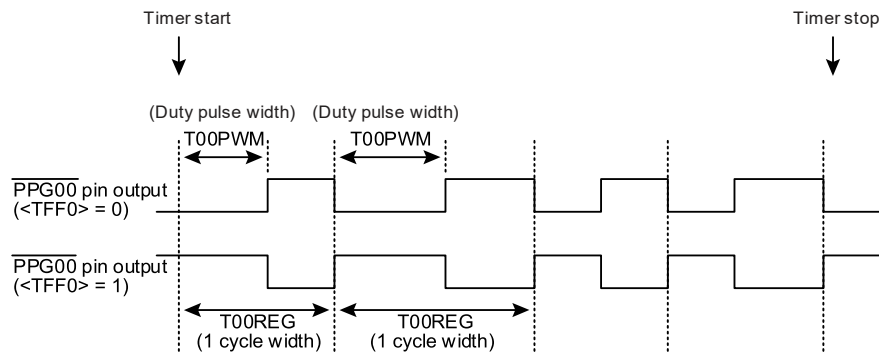 Timer start
Timer stop
(Duty pulse width)
(Duty pulse width)
T00PWM
T00PWM
PPG00 pin output
(<TFF0> = 0)
PPG00 pin output
(<TFF0> = 1)
T00REG
(1 cycle width)
T00REG
(1 cycle width)